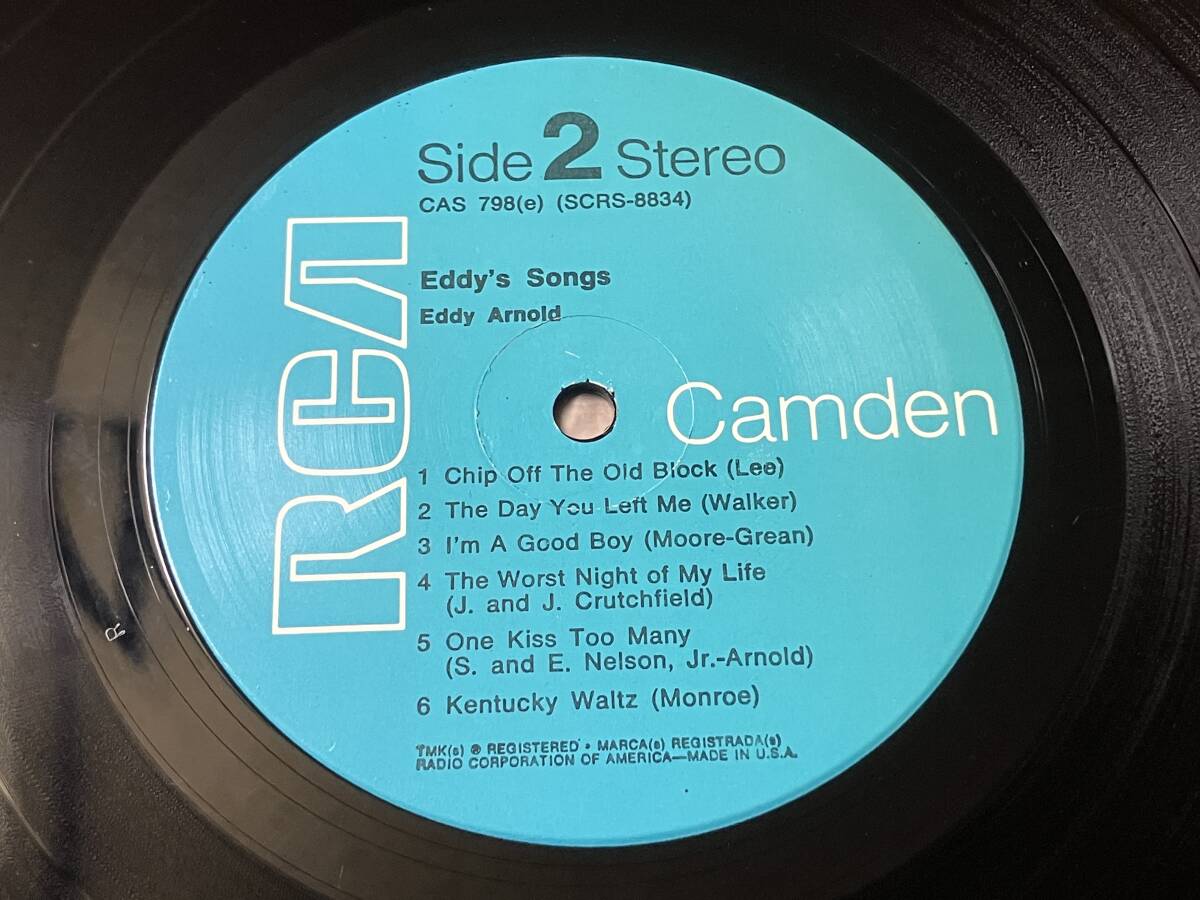 Side 2 Stereo
CAS 798(e) (SCRS-8834)
Eddy's Songs
Eddy Arnold
RCA
Camden
1 Chip Off The Old Block (Lee)
2 The Day You Left Me (Walker)
3 I'm A Good Boy (Moore-Grean)
4 The Worst Night of My Life
(J. and J. Crutchfield)
5 One Kiss Too Many
(S. and E. Nelson, Jr.-Arnold)
6 Kentucky Waltz (Monroe)
TMK(s) ® REGISTERED • MARCA(s) REGISTRADA(s)
RADIO CORPORATION OF AMERICA—MADE IN U.S.A.
R